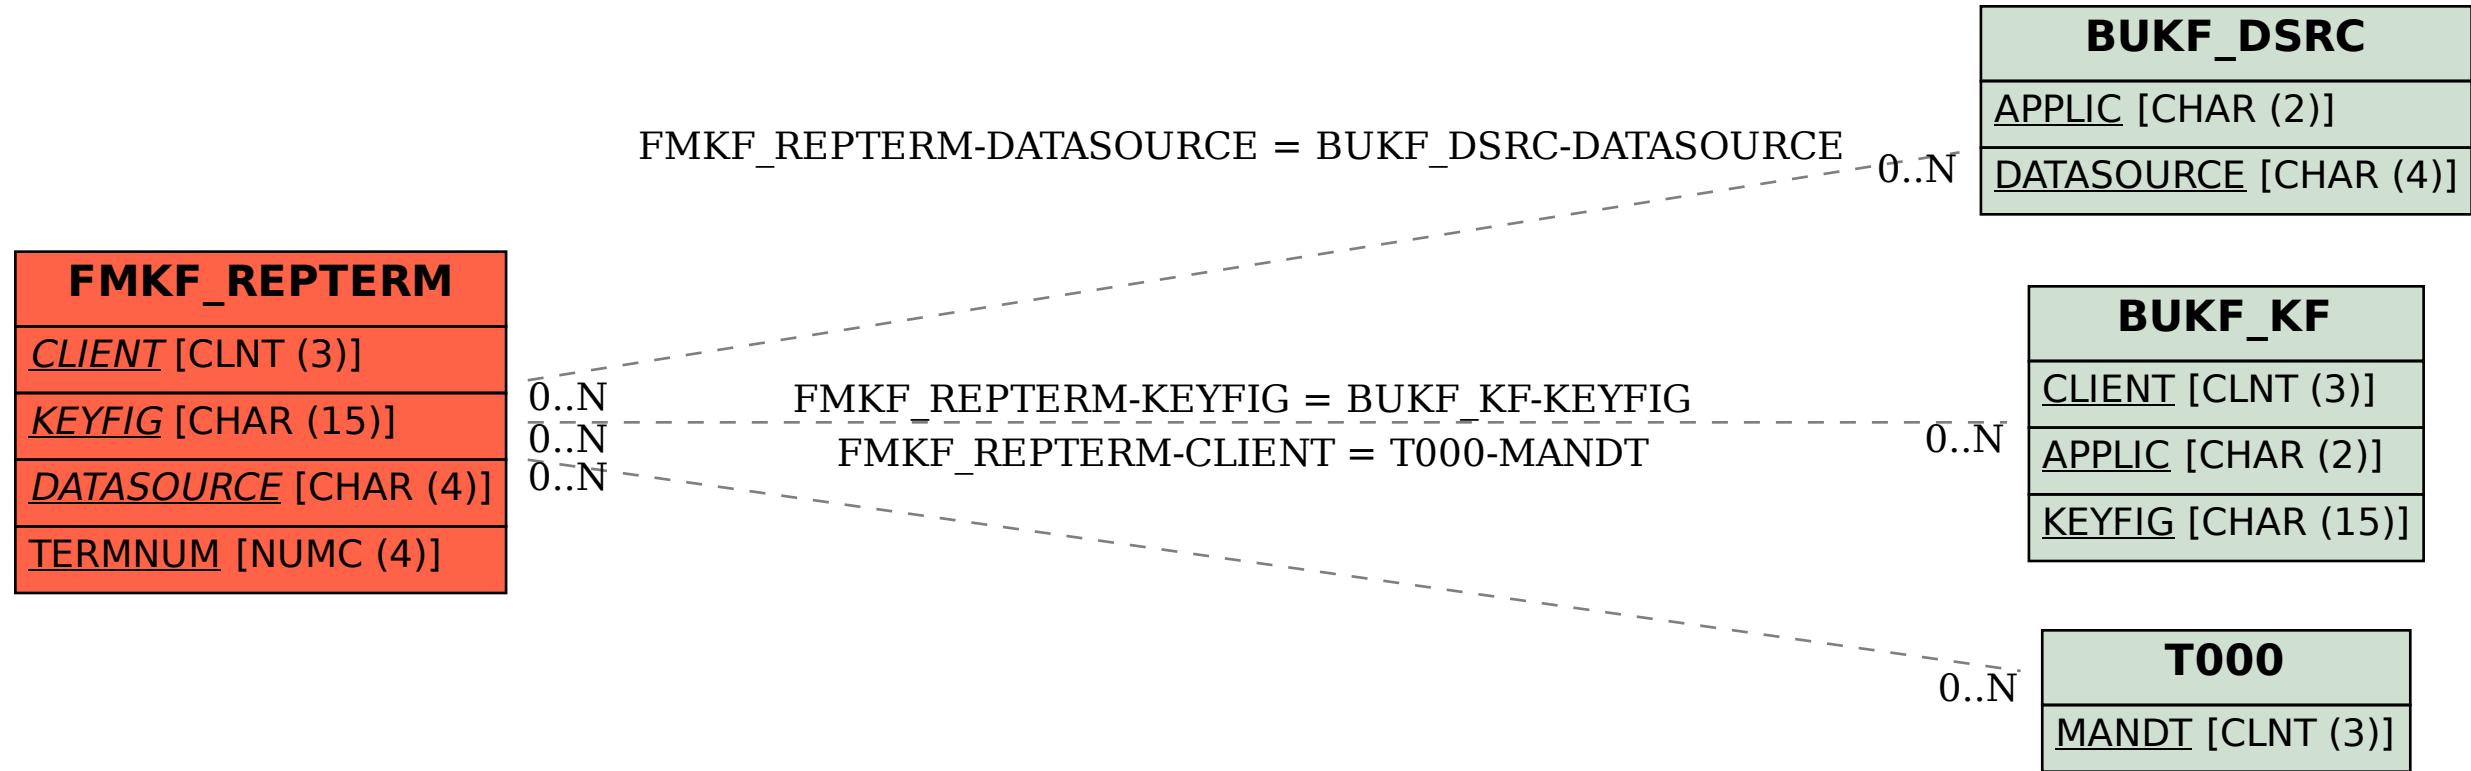 BUKF_DSRC
APPLIC [CHAR (2)]
DATASOURCE [CHAR (4)]
FMKF_REPTERM-DATASOURCE = BUKF_DSRC-DATASOURCE
0..N
FMKF_REPTERM
CLIENT [CLNT (3)]
KEYFIG [CHAR (15)]
DATASOURCE [CHAR (4)]
TERMNUM [NUMC (4)]
0..N
0..N
0..N
FMKF_REPTERM-KEYFIG = BUKF_KF-KEYFIG
FMKF_REPTERM-CLIENT = T000-MANDT
0..N
BUKF_KF
CLIENT [CLNT (3)]
APPLIC [CHAR (2)]
KEYFIG [CHAR (15)]
0..N
T000
MANDT [CLNT (3)]